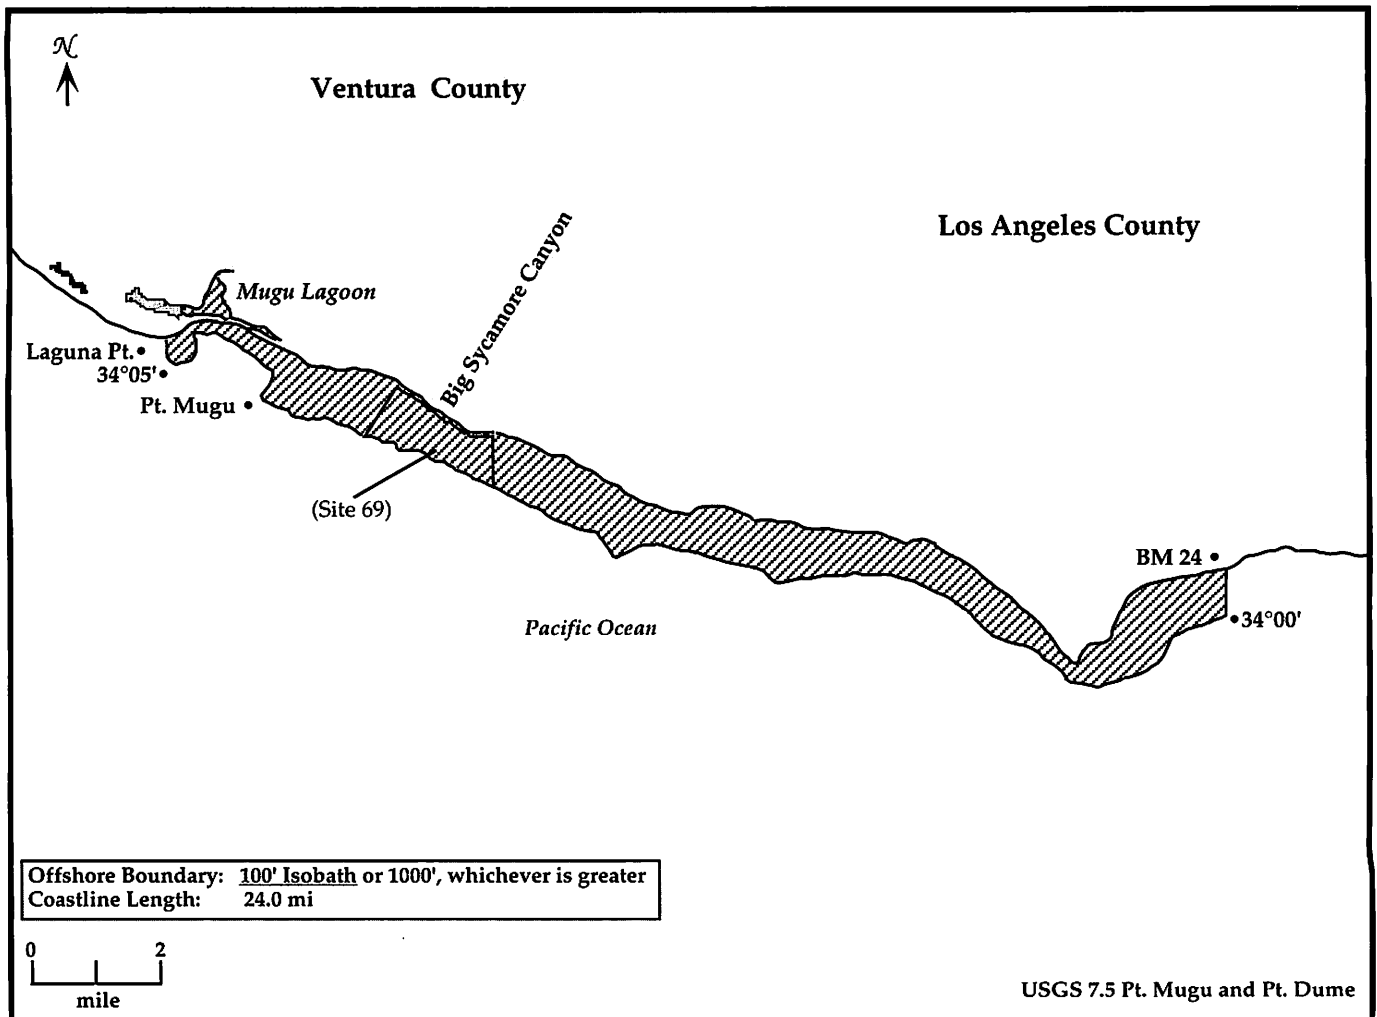 N
Ventura County
Los Angeles County
Big Sycamore Canyon
Mugu Lagoon
Laguna Pt.
34°05'
Pt. Mugu
(Site 69)
BM 24
34°00'
Pacific Ocean
Offshore Boundary: 100' Isobath or 1000', whichever is greater
Coastline Length: 24.0 mi
0 2
mile
USGS 7.5 Pt. Mugu and Pt. Dume